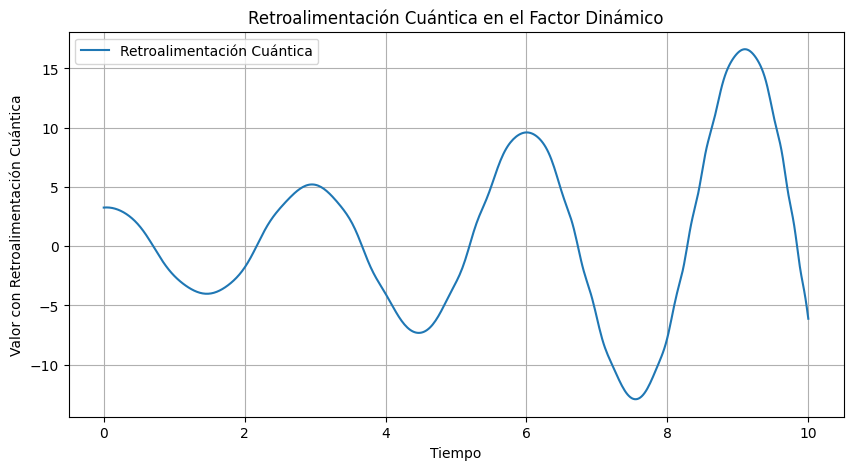 Retroalimentación Cuántica en el Factor Dinámico
Retroalimentación Cuántica
Valor con Retroalimentación Cuántica
15
10
5
0
−5
−10
0 2 4 6 8 10
Tiempo